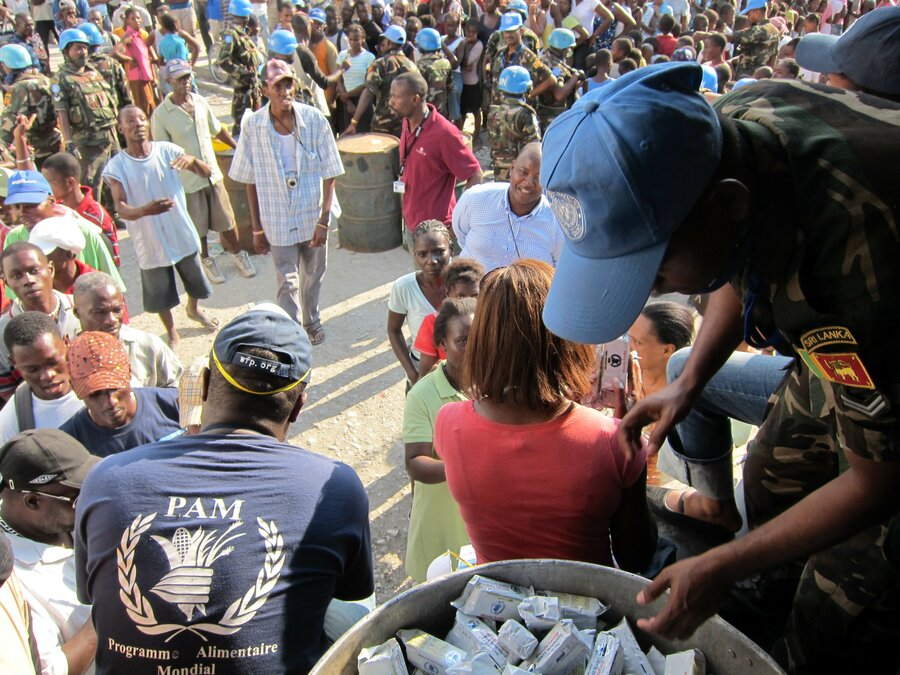 wfp.org
SRI LANKA
PAM
Programme Alimentaire
Mondial